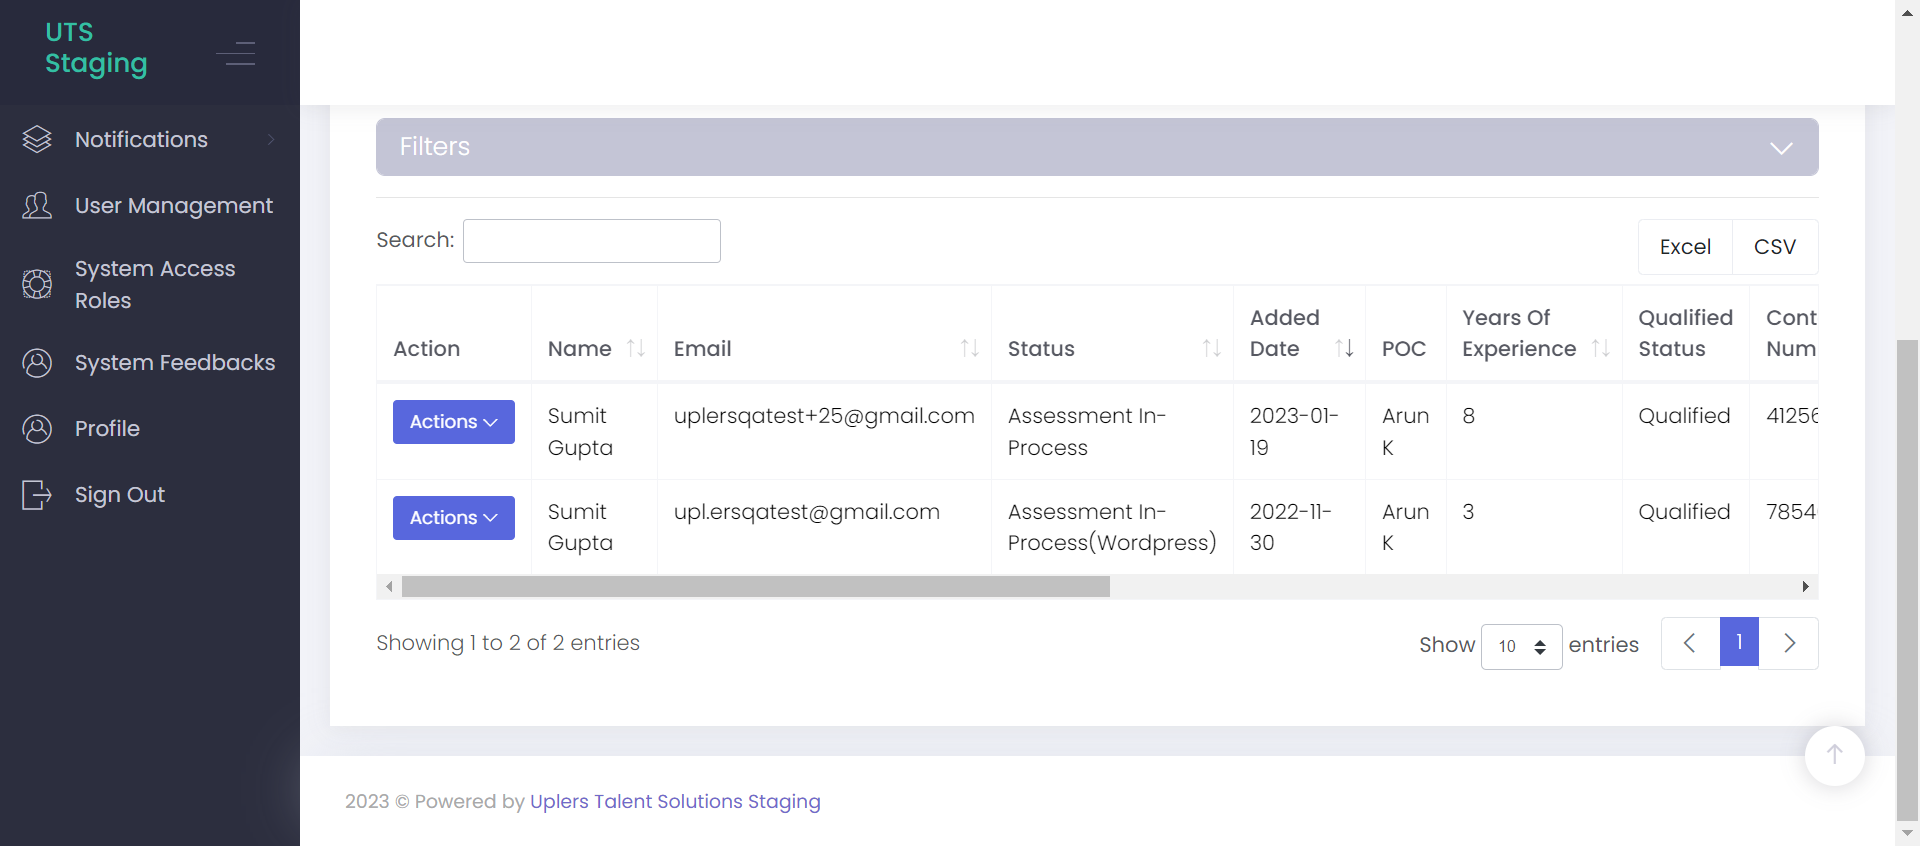 UTS
Staging
Notifications
User Management
System Access
Roles
System Feedbacks
Profile
Sign Out
Filters
Search:
Excel CSV
Action Name Email Status Added Date POC Years Of Experience Qualified Status Cont Num
Actions Sumit Gupta uplersqatest+25@gmail.com Assessment In-Process 2023-01-19 Arun K 8 Qualified 41256
Actions Sumit Gupta upl.ersqatest@gmail.com Assessment In-Process(Wordpress) 2022-11-30 Arun K 3 Qualified 7854
Showing 1 to 2 of 2 entries
Show 10 entries 1
2023 © Powered by Uplers Talent Solutions Staging